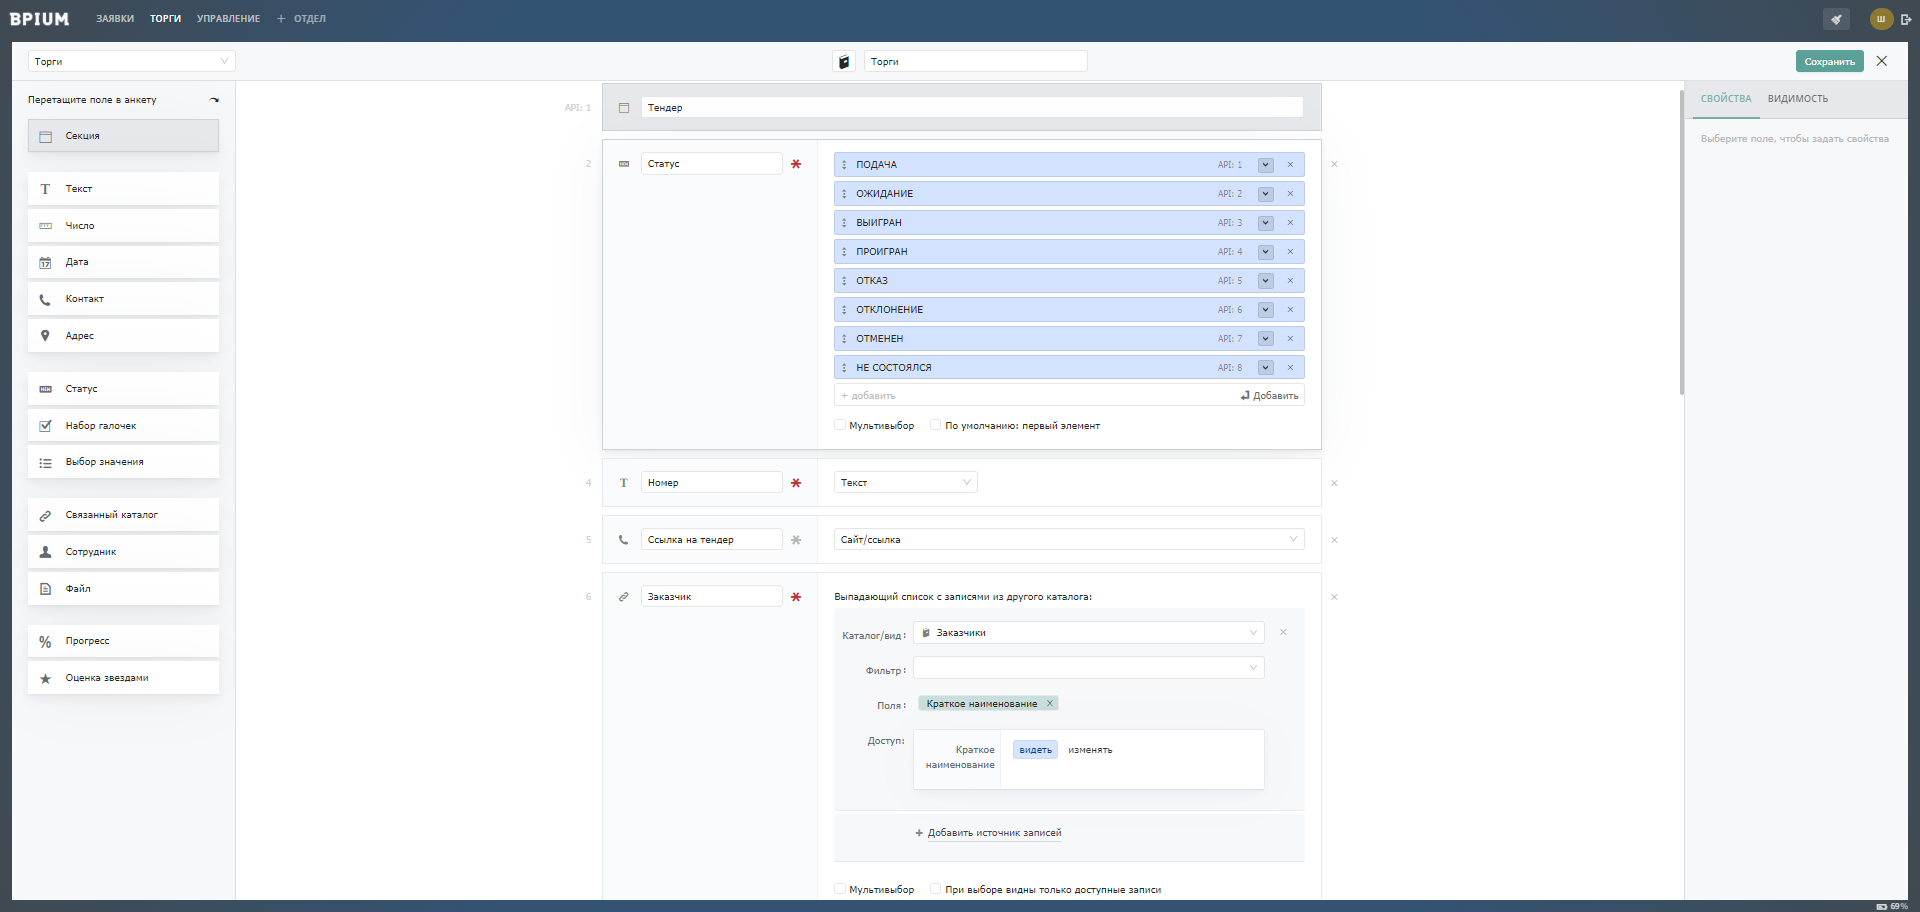 BPIUM ЗАЯВКИ ТОРГИ УПРАВЛЕНИЕ + ОТДЕЛ Ш
Торги Торги Сохранить
Перетащите поле в анкету
Секция
Текст
Число
17 Дата
Контакт
Адрес
Статус
Набор галочек
Выбор значения
Связанный каталог
Сотрудник
Файл
% Прогресс
Оценка звездами
API: 1 Тендер
2 Статус
ПОДАЧА API: 1
ОЖИДАНИЕ API: 2
ВЫИГРАН API: 3
ПРОИГРАН API: 4
ОТКАЗ API: 5
ОТКЛОНЕНИЕ API: 6
ОТМЕНЕН API: 7
НЕ СОСТОЯЛСЯ API: 8
+ добавить Добавить
Мультивыбор По умолчанию: первый элемент
4 T Номер Текст
5 Ссылка на тендер Сайт/ссылка
6 Заказчик Выпадающий список с записями из другого каталога:
Каталог/вид: Заказчики
Фильтр:
Поля: Краткое наименование
Доступ:
Краткое видеть изменять
наименование
+ Добавить источник записей
Мультивыбор При выборе видны только доступные записи
СВОЙСТВА ВИДИМОСТЬ
Выберите поле, чтобы задать свойства
69%